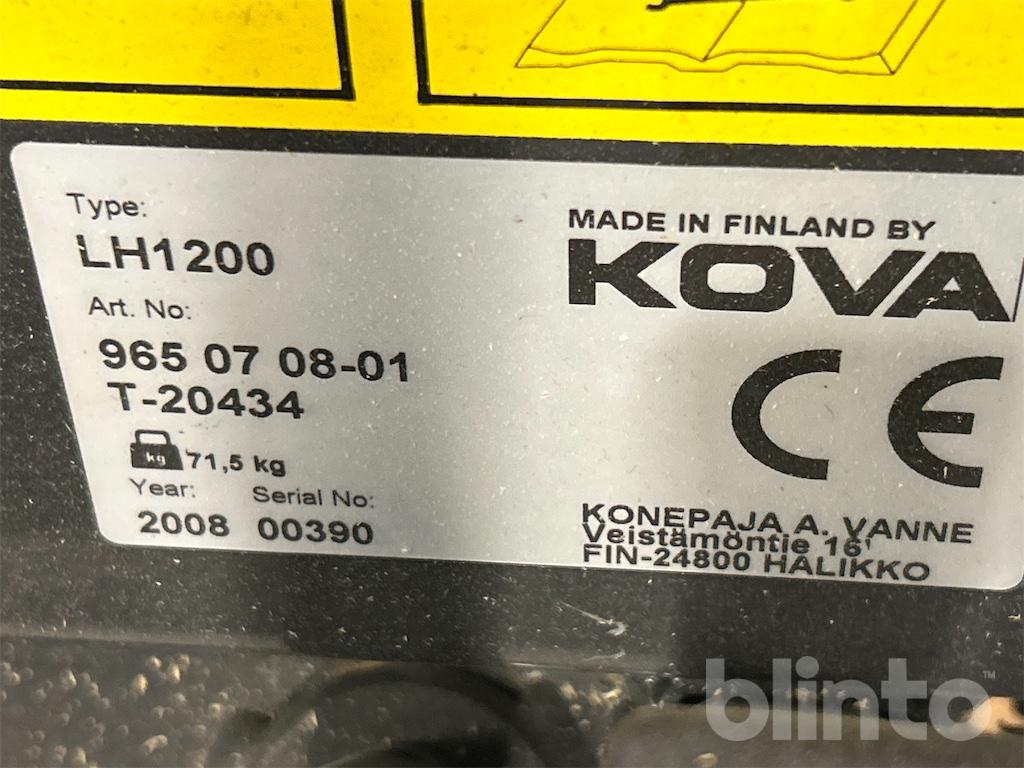 Type:
LH1200
Art. No:
965 07 08-01
T-20434
kg 71,5 kg
Year: Serial No:
2008 00390
MADE IN FINLAND BY
KOVA
CE
KONEPAJA A. VANNE
Veistämöntie 16
FIN-24800 HALIKKO
blinto™